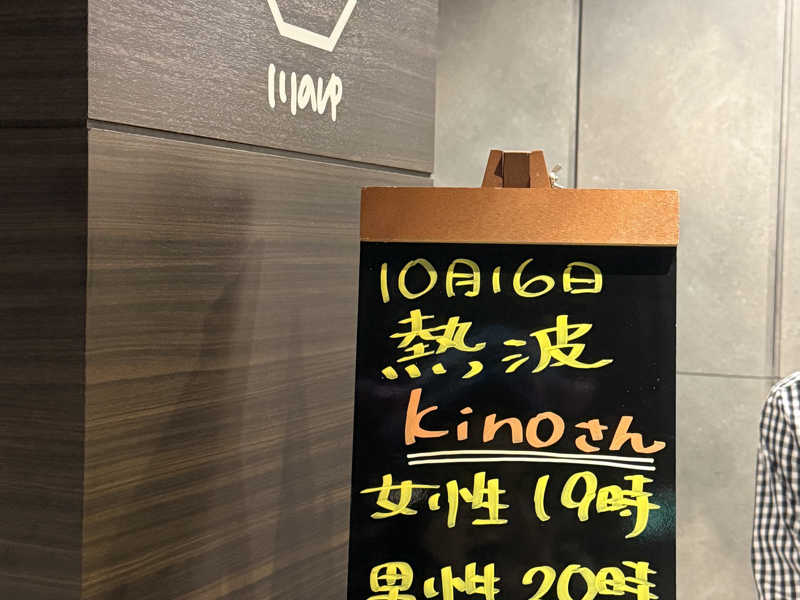 10月16日
熱波
kinoさん
女性 19時
男性 20時